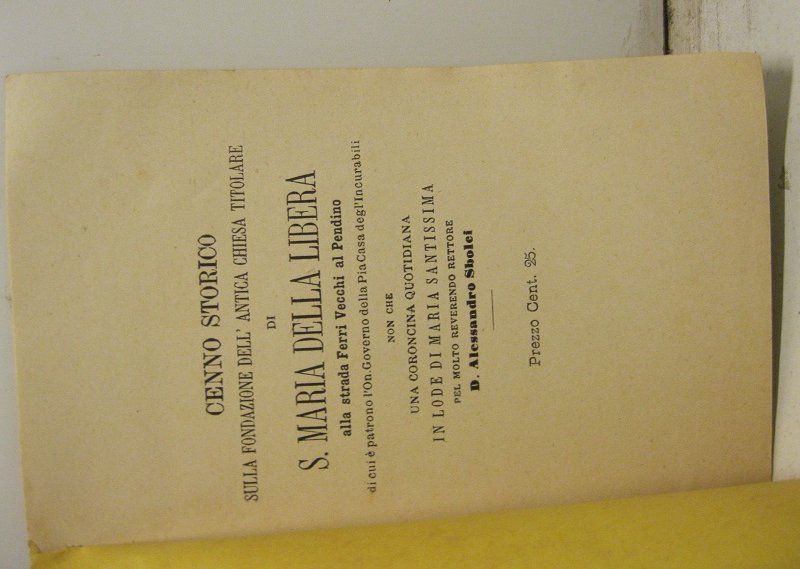 CENNO STORICO
SULLA FONDAZIONE DELL' ANTICA CHIESA TITOLARE
DI
S. MARIA DELLA LIBERA
alla strada Ferri Vecchi al Pendino
di cui è patrono l'On. Governo della Pia Casa degl'Incurabili
NON CHE
UNA CORONCINA QUOTIDIANA
IN LODE DI MARIA SANTISSIMA
PEL MOLTO REVERENDO RETTORE
D. Alessandro Sbolci
Prezzo Cent. 25.